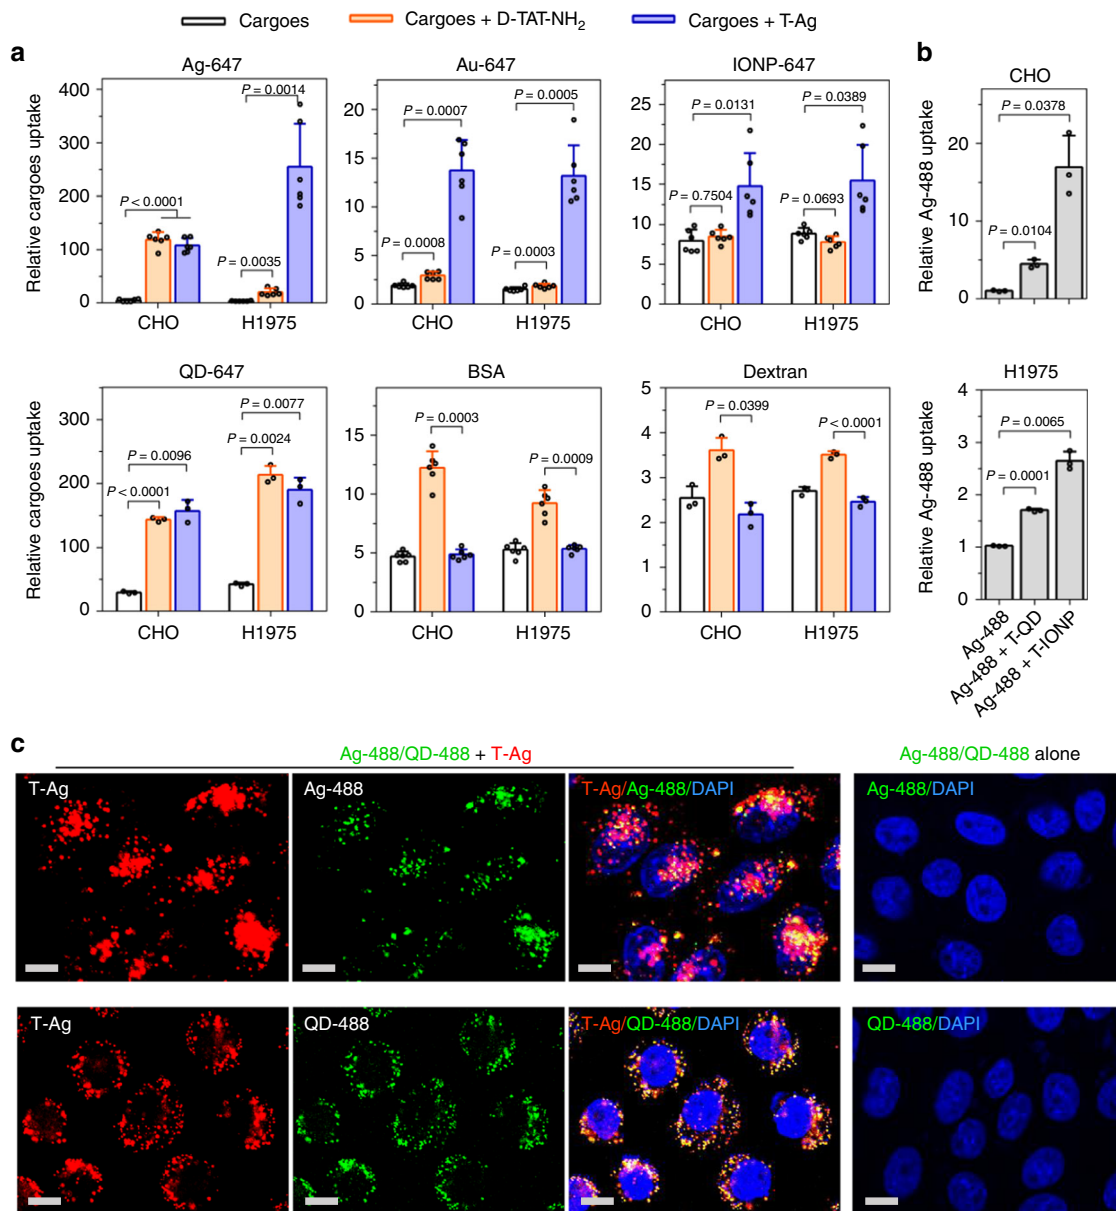 Cargoes Cargoes + D-TAT-NH2 Cargoes + T-Ag
a
Relative cargoes uptake
Ag-647
400
300
200
100
0
P < 0.0001
P = 0.0014
P = 0.0035
CHO H1975
Au-647
20
15
10
5
0
P = 0.0007
P = 0.0005
P = 0.0008
P = 0.0003
CHO H1975
IONP-647
25
20
15
10
5
0
P = 0.0131
P = 0.0389
P = 0.7504
P = 0.0693
CHO H1975
Relative cargoes uptake
QD-647
300
200
100
0
P = 0.0077
P = 0.0024
P = 0.0096
P < 0.0001
CHO H1975
BSA
15
10
5
0
P = 0.0003
P = 0.0009
CHO H1975
Dextran
5
4
3
2
1
0
P = 0.0399
P < 0.0001
CHO H1975
b
Relative Ag-488 uptake
CHO
20
10
0
P = 0.0378
P = 0.0104
Relative Ag-488 uptake
H1975
4
3
2
1
0
P = 0.0065
P = 0.0001
Ag-488
Ag-488 + T-QD
Ag-488 + T-IONP
c
Ag-488/QD-488 + T-Ag
Ag-488/QD-488 alone
T-Ag
Ag-488
T-Ag/Ag-488/DAPI
Ag-488/DAPI
T-Ag
QD-488
T-Ag/QD-488/DAPI
QD-488/DAPI